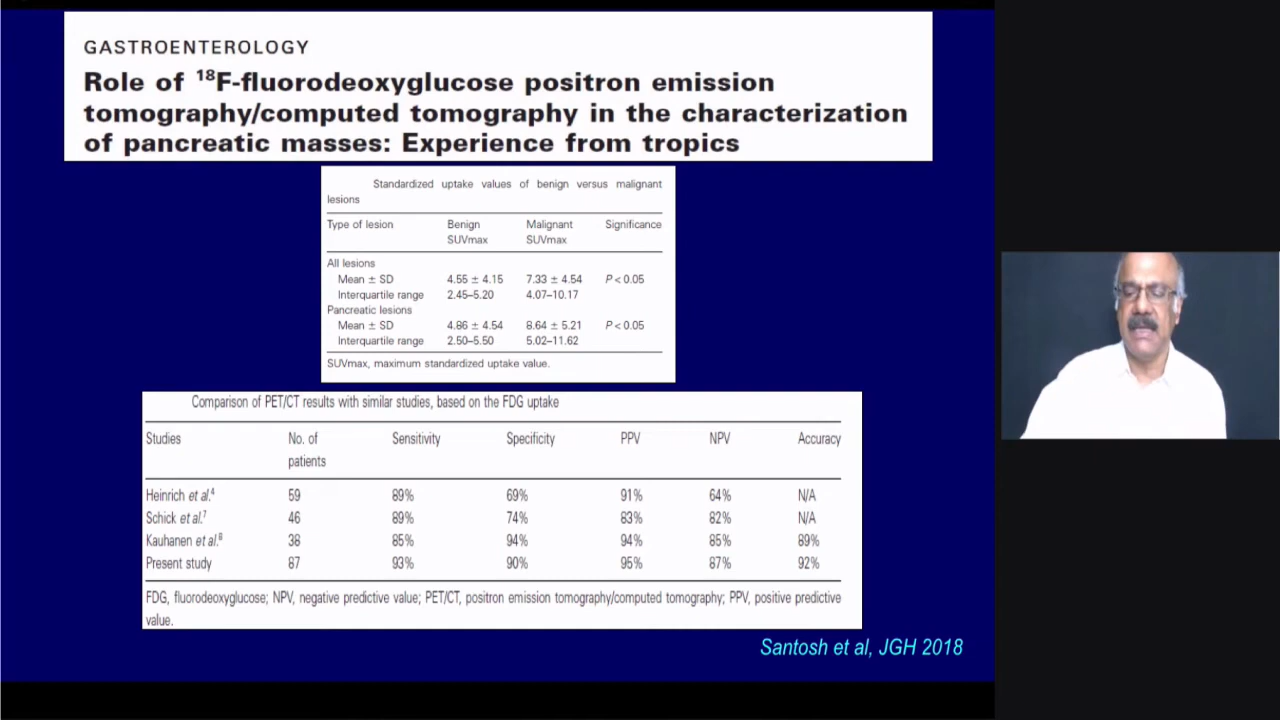 GASTROENTEROLOGY
Role of ¹⁸F-fluorodeoxyglucose positron emission
tomography/computed tomography in the characterization
of pancreatic masses: Experience from tropics
Standardized uptake values of benign versus malignant
lesions
Type of lesion Benign Malignant Significance
SUVmax SUVmax
All lesions
Mean ± SD 4.55 ± 4.15 7.33 ± 4.54 P < 0.05
Interquartile range 2.45–5.20 4.07–10.17
Pancreatic lesions
Mean ± SD 4.86 ± 4.54 8.64 ± 5.21 P < 0.05
Interquartile range 2.50–5.50 5.02–11.62
SUVmax, maximum standardized uptake value.
Comparison of PET/CT results with similar studies, based on the FDG uptake
Studies No. of Sensitivity Specificity PPV NPV Accuracy
patients
Heinrich et al.⁴ 59 89% 69% 91% 64% N/A
Schick et al.⁷ 46 89% 74% 83% 82% N/A
Kauhanen et al.⁸ 38 85% 94% 94% 85% 89%
Present study 87 93% 90% 95% 87% 92%
FDG, fluorodeoxyglucose; NPV, negative predictive value; PET/CT, positron emission tomography/computed tomography; PPV, positive predictive
value.
Santosh et al, JGH 2018